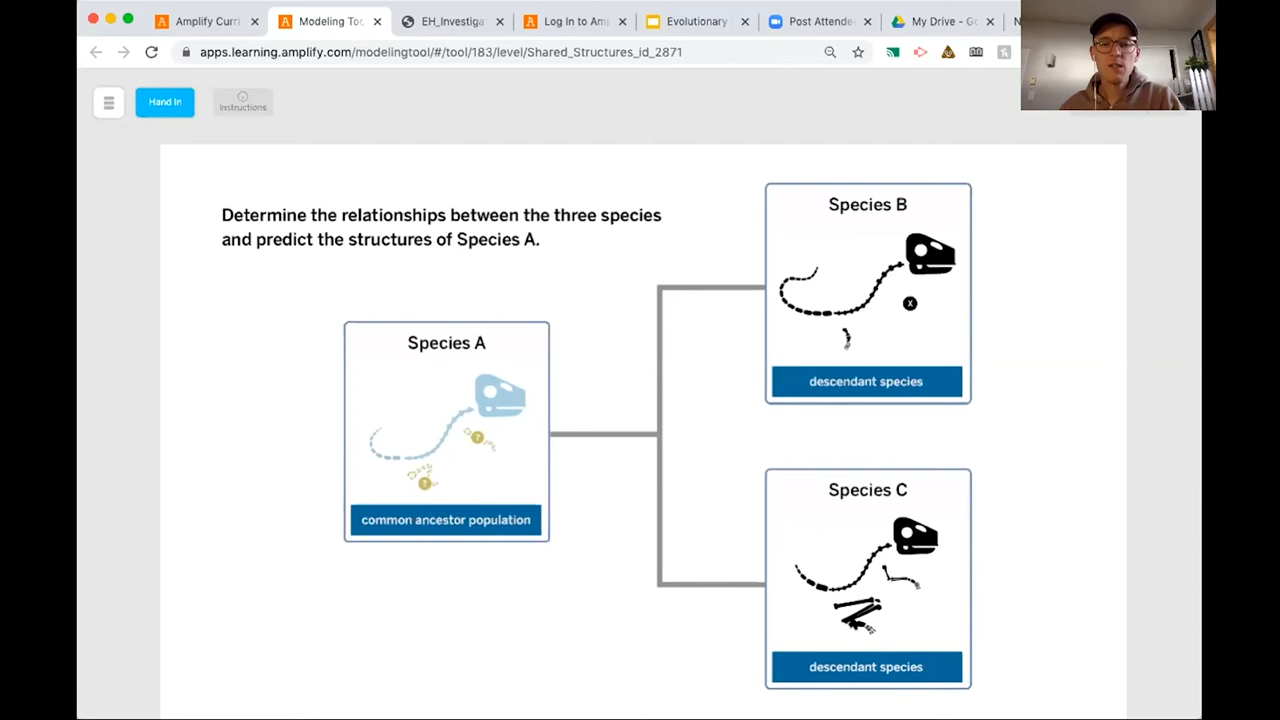 Amplify Curri
Modeling Too
EH_Investiga
Log In to Am
Evolutionary
Post Attende
My Drive - Go
apps.learning.amplify.com/modelingtool/#/tool/183/level/Shared_Structures_id_2871
Hand In
Instructions
Determine the relationships between the three species
and predict the structures of Species A.
Species B
X
descendant species
Species A
?
?
common ancestor population
Species C
descendant species